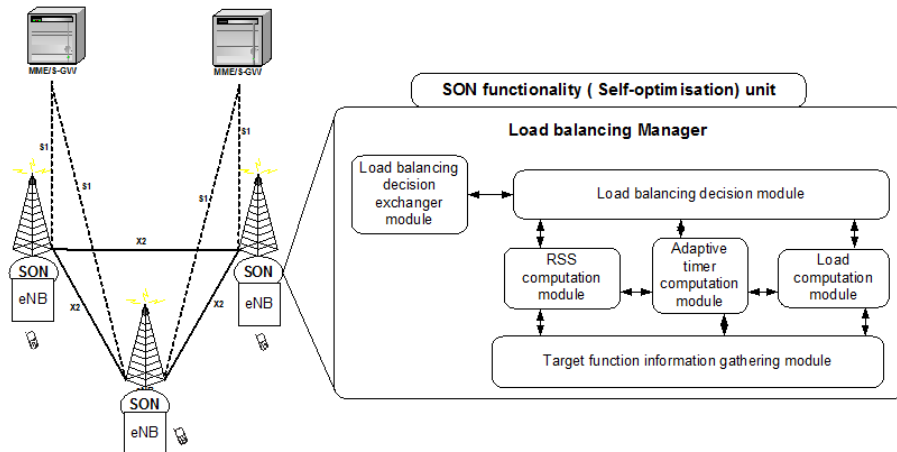 MME/S-GW
MME/S-GW
SON functionality ( Self-optimisation) unit
Load balancing Manager
Load balancing
decision
exchanger
module
Load balancing decision module
RSS
computation
module
Adaptive
timer
computation
module
Load
computation
module
Target function information gathering module
S1
S1
S1
S1
X2
X2
X2
SON
eNB
SON
eNB
SON
eNB